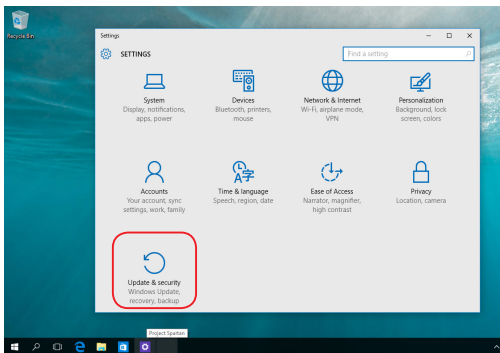 Recycle Bin
Settings
SETTINGS
Find a setting
System
Display, notifications,
apps, power
Devices
Bluetooth, printers,
mouse
Network & Internet
Wi-Fi, airplane mode,
VPN
Personalization
Background, lock
screen, colors
Accounts
Your account, sync
settings, work, family
Time & language
Speech, region, date
Ease of Access
Narrator, magnifier,
high contrast
Privacy
Location, camera
Update & security
Windows Update,
recovery, backup
Project Spartan